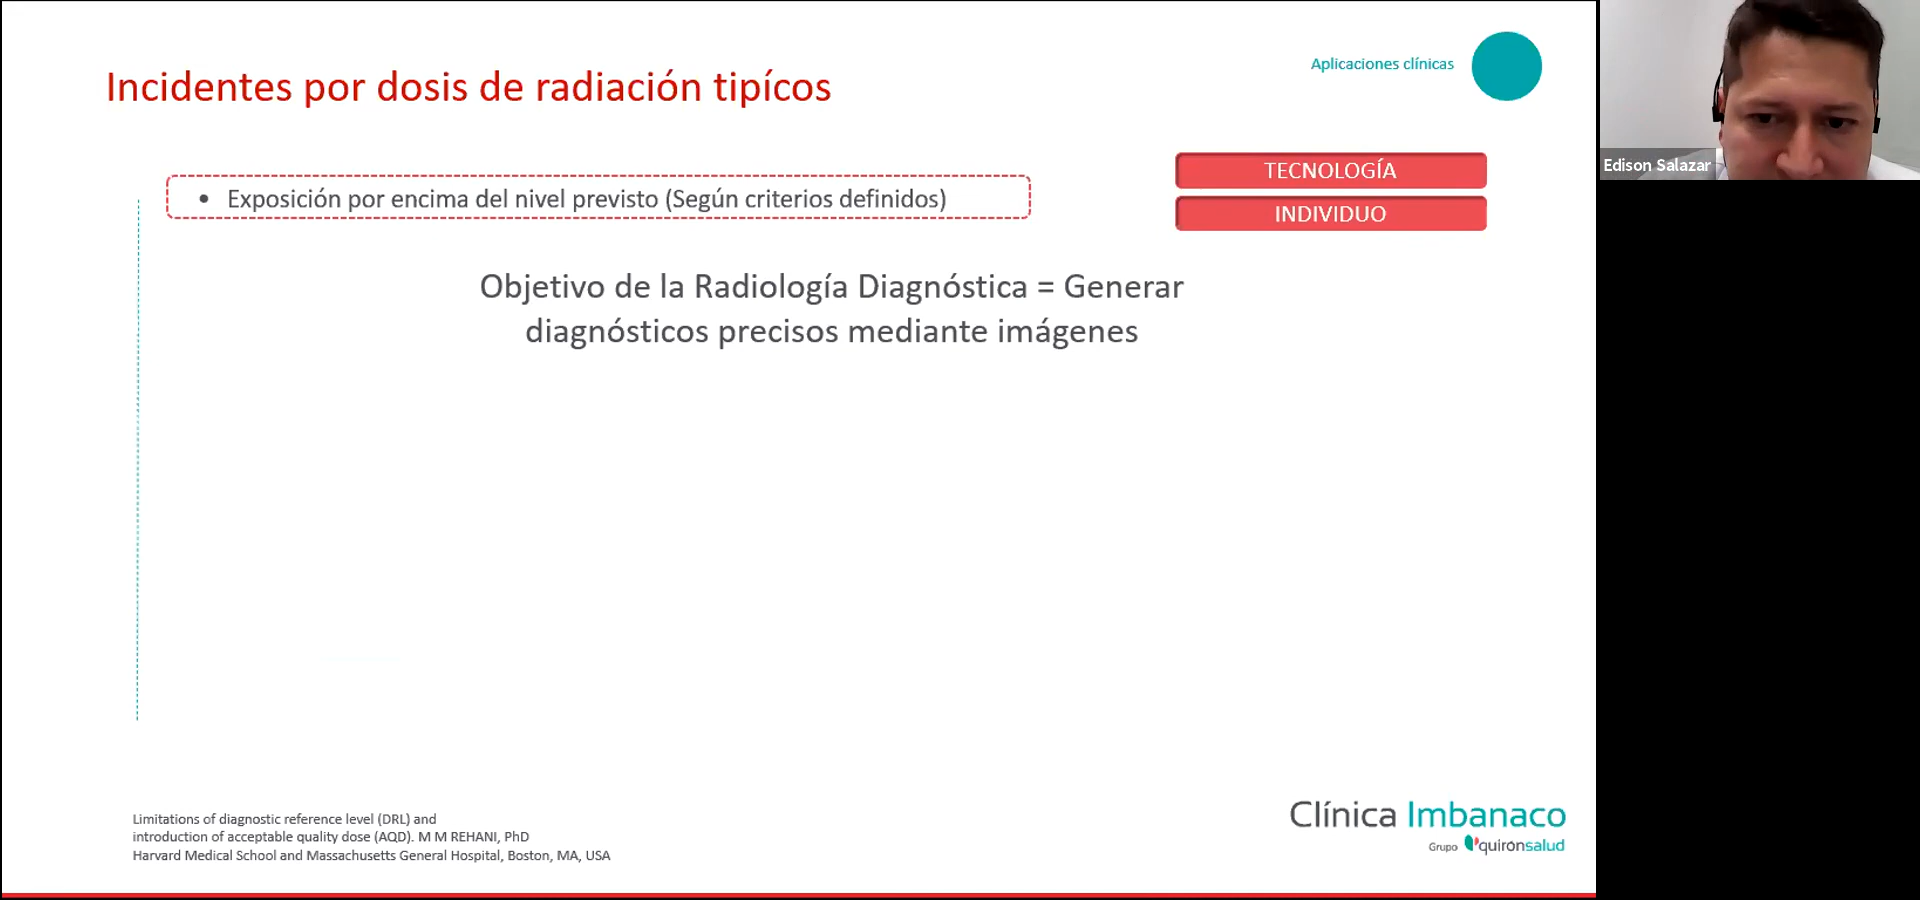 Incidentes por dosis de radiación tipícos
Aplicaciones clínicas
• Exposición por encima del nivel previsto (Según criterios definidos)
TECNOLOGÍA
INDIVIDUO
Objetivo de la Radiología Diagnóstica = Generar
diagnósticos precisos mediante imágenes
Limitations of diagnostic reference level (DRL) and
introduction of acceptable quality dose (AQD). M M REHANI, PhD
Harvard Medical School and Massachusetts General Hospital, Boston, MA, USA
Clínica Imbanaco
Grupo quirónsalud
Edison Salazar